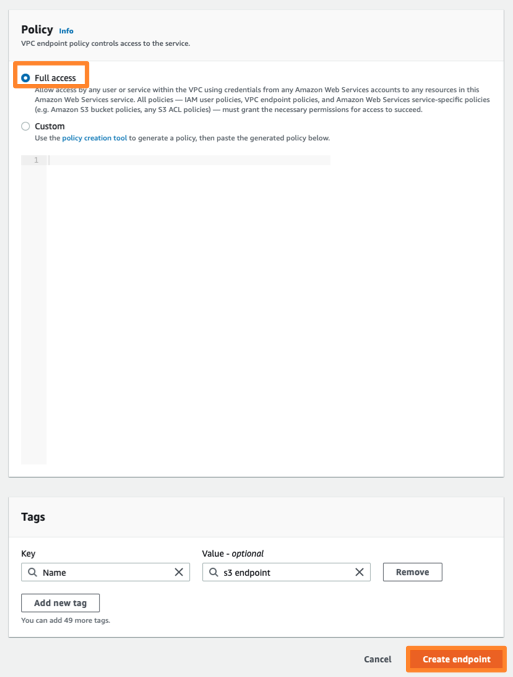 Policy Info
VPC endpoint policy controls access to the service.
Full access
Allow access by any user or service within the VPC using credentials from any Amazon Web Services accounts to any resources in this
Amazon Web Services service. All policies — IAM user policies, VPC endpoint policies, and Amazon Web Services service-specific policies
(e.g. Amazon S3 bucket policies, any S3 ACL policies) — must grant the necessary permissions for access to succeed.
Custom
Use the policy creation tool to generate a policy, then paste the generated policy below.
1
Tags
Key Value - optional
Name s3 endpoint Remove
Add new tag
You can add 49 more tags.
Cancel Create endpoint